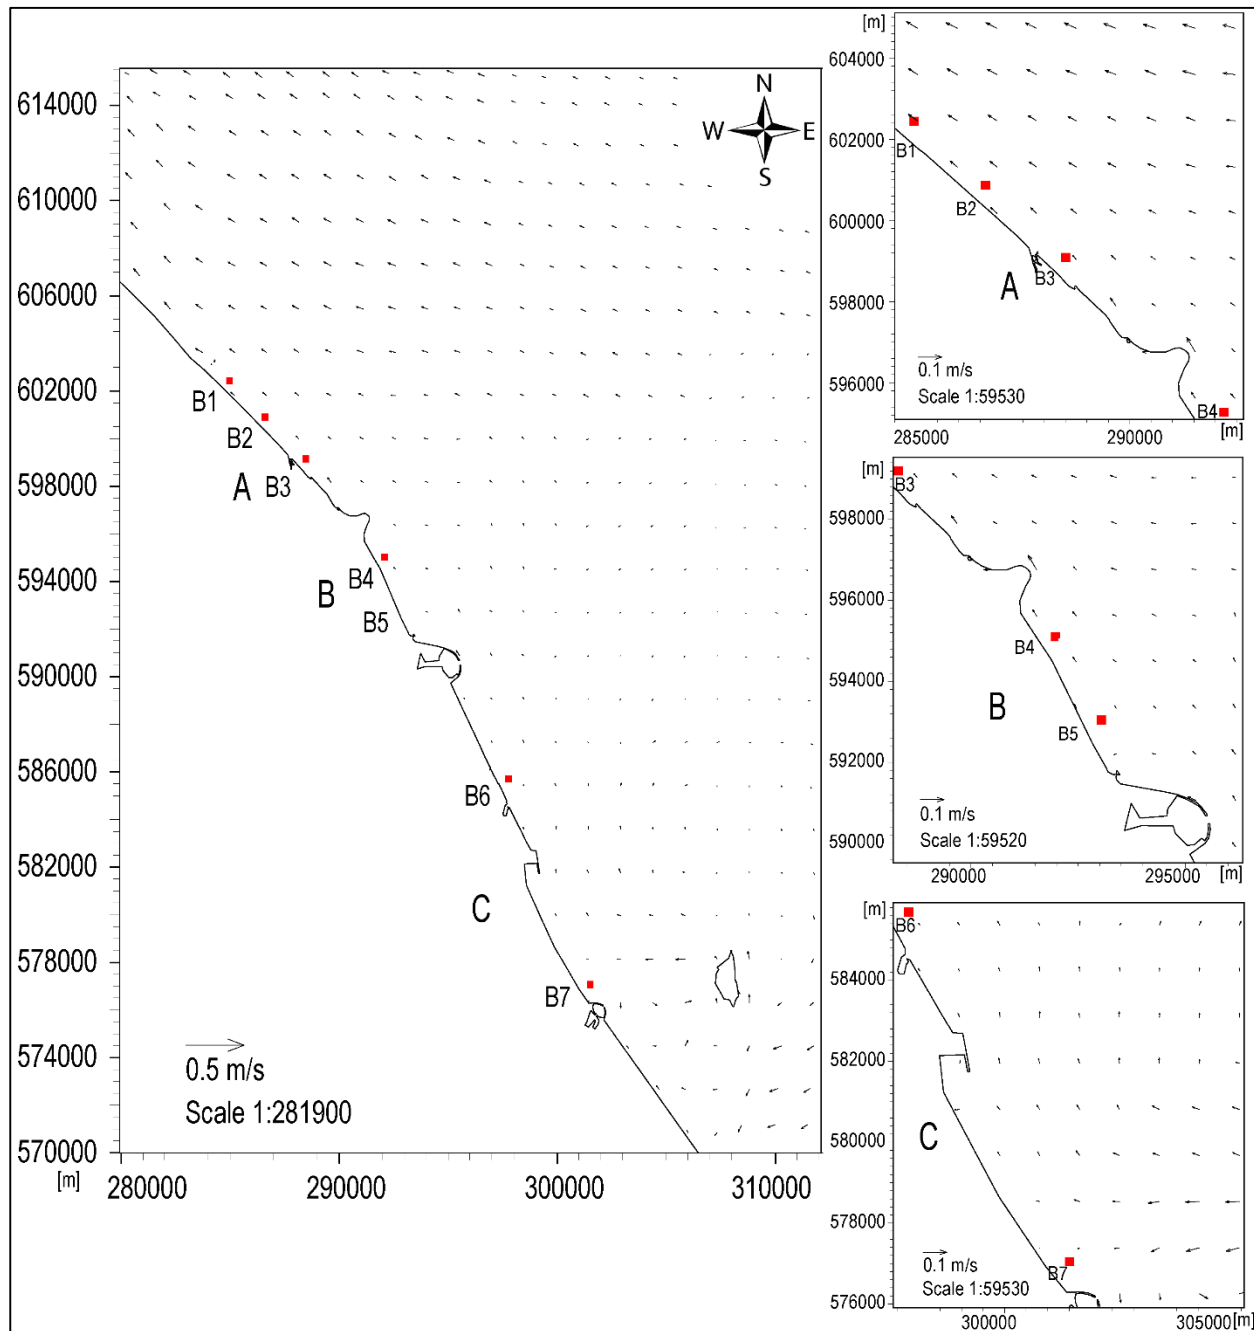 614000
610000
606000
602000
598000
594000
590000
586000
582000
578000
574000
570000
[m]
280000
290000
300000
310000
N
W
E
S
B1
B2
A
B3
B
B4
B5
B6
C
B7
0.5 m/s
Scale 1:281900
[m]
604000
602000
600000
598000
596000
B1
B2
B3
A
B4
0.1 m/s
Scale 1:59530
285000
290000
[m]
[m]
598000
596000
594000
592000
590000
B3
B4
B
B5
0.1 m/s
Scale 1:59520
290000
295000
[m]
[m]
584000
582000
580000
578000
576000
B6
C
B7
0.1 m/s
Scale 1:59530
300000
305000
[m]